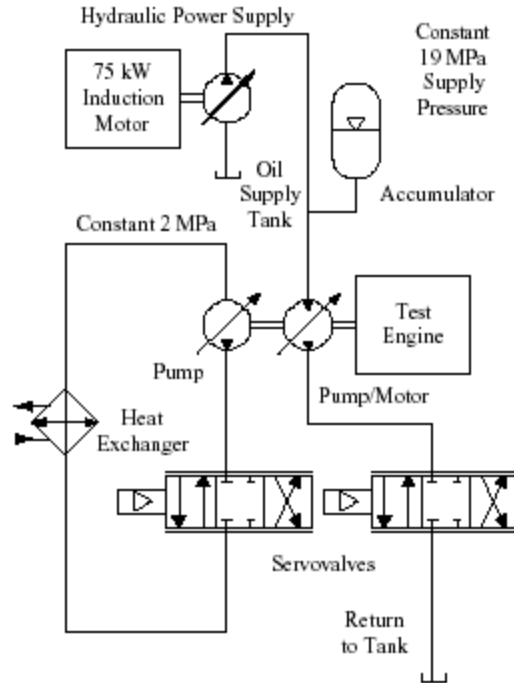 Hydraulic Power Supply
Constant
19 MPa
Supply
Pressure
75 kW
Induction
Motor
Oil
Supply
Tank
Accumulator
Constant 2 MPa
Test
Engine
Pump
Pump/Motor
Heat
Exchanger
Servovalves
Return
to Tank